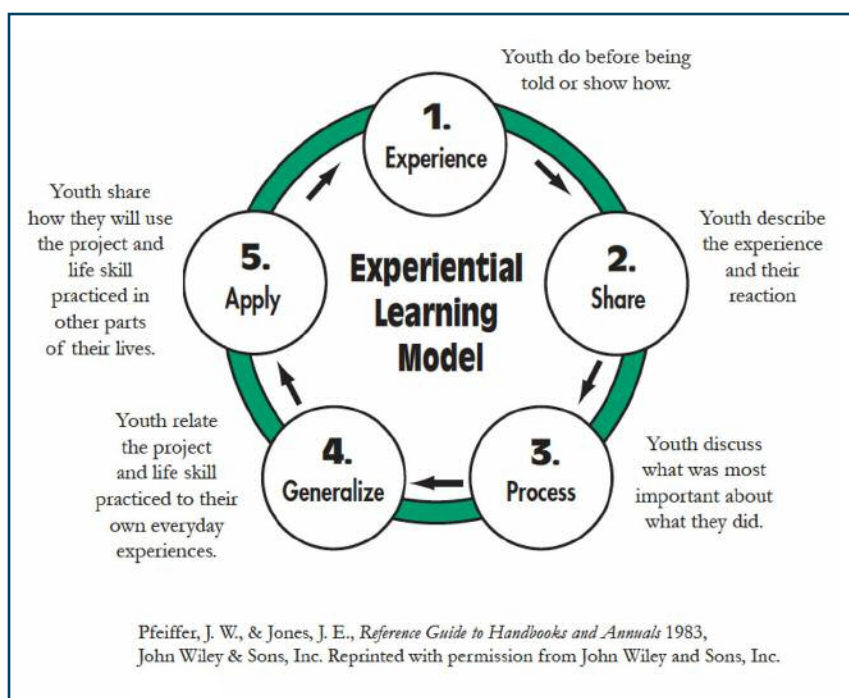 Youth do before being
told or show how.
1.
Experience
Youth share
how they will use
the project and
life skill
practiced in
other parts
of their lives.
5.
Apply
Experiential
Learning
Model
2.
Share
Youth describe
the experience
and their
reaction
Youth relate
the project
and life skill
practiced to their
own everyday
experiences.
4.
Generalize
3.
Process
Youth discuss
what was most
important about
what they did.
Pfeiffer, J. W., & Jones, J. E., Reference Guide to Handbooks and Annuals 1983,
John Wiley & Sons, Inc. Reprinted with permission from John Wiley and Sons, Inc.